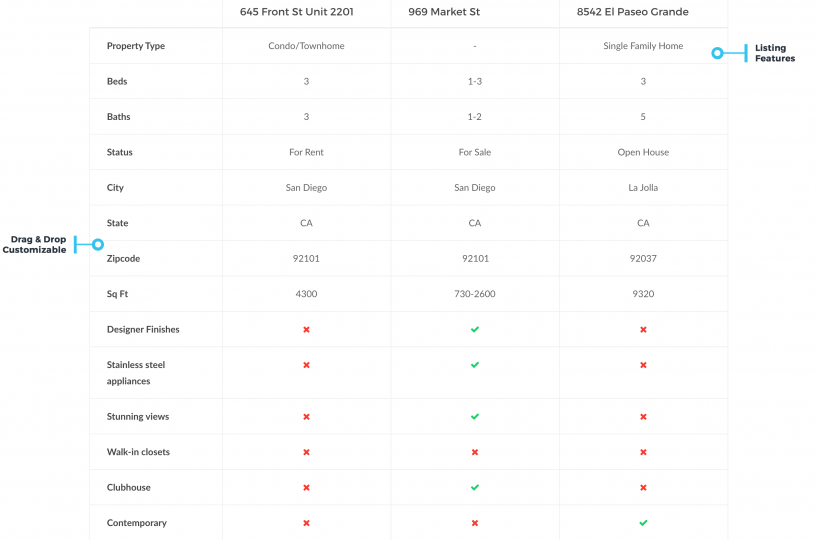 645 Front St Unit 2201 969 Market St 8542 El Paseo Grande
Property Type Condo/Townhome - Single Family Home
Listing
Features
Beds 3 1-3 3
Baths 3 1-2 5
Status For Rent For Sale Open House
City San Diego San Diego La Jolla
State CA CA CA
Drag & Drop
Customizable
Zipcode 92101 92101 92037
Sq Ft 4300 730-2600 9320
Designer Finishes ✖ ✔ ✖
Stainless steel ✖ ✔ ✖
appliances
Stunning views ✖ ✔ ✖
Walk-in closets ✖ ✖ ✖
Clubhouse ✖ ✔ ✖
Contemporary ✖ ✖ ✔